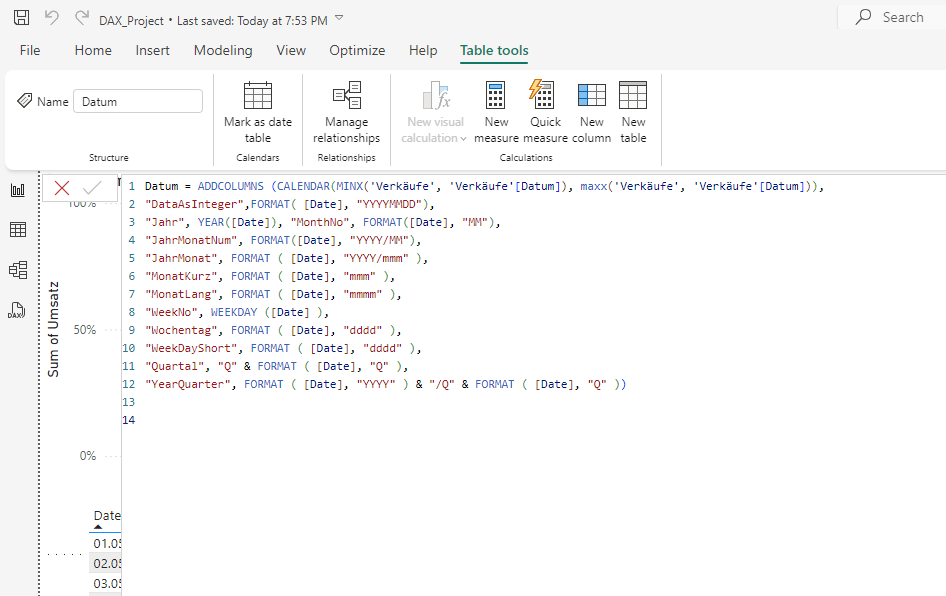 DAX_Project • Last saved: Today at 7:53 PM
Search
File Home Insert Modeling View Optimize Help Table tools
Name Datum
Mark as date table
Manage relationships
New visual calculation
New measure
Quick measure
New column
New table
Structure Calendars Relationships Calculations
1 Datum = ADDCOLUMNS (CALENDAR(MINX('Verkäufe', 'Verkäufe'[Datum]), maxx('Verkäufe', 'Verkäufe'[Datum])),
2 "DataAsInteger",FORMAT( [Date], "YYYYMMDD"),
3 "Jahr", YEAR([Date]), "MonthNo", FORMAT([Date], "MM"),
4 "JahrMonatNum", FORMAT([Date], "YYYY/MM"),
5 "JahrMonat", FORMAT ( [Date], "YYYY/mmm" ),
6 "MonatKurz", FORMAT ( [Date], "mmm" ),
7 "MonatLang", FORMAT ( [Date], "mmmm" ),
8 "WeekNo", WEEKDAY ([Date] ),
9 "Wochentag", FORMAT ( [Date], "dddd" ),
10 "WeekDayShort", FORMAT ( [Date], "dddd" ),
11 "Quartal", "Q" & FORMAT ( [Date], "Q" ),
12 "YearQuarter", FORMAT ( [Date], "YYYY" ) & "/Q" & FORMAT ( [Date], "Q" ))
13
14
100%
50%
0%
Sum of Umsatz
Date
01.05
02.05
03.05
DAX